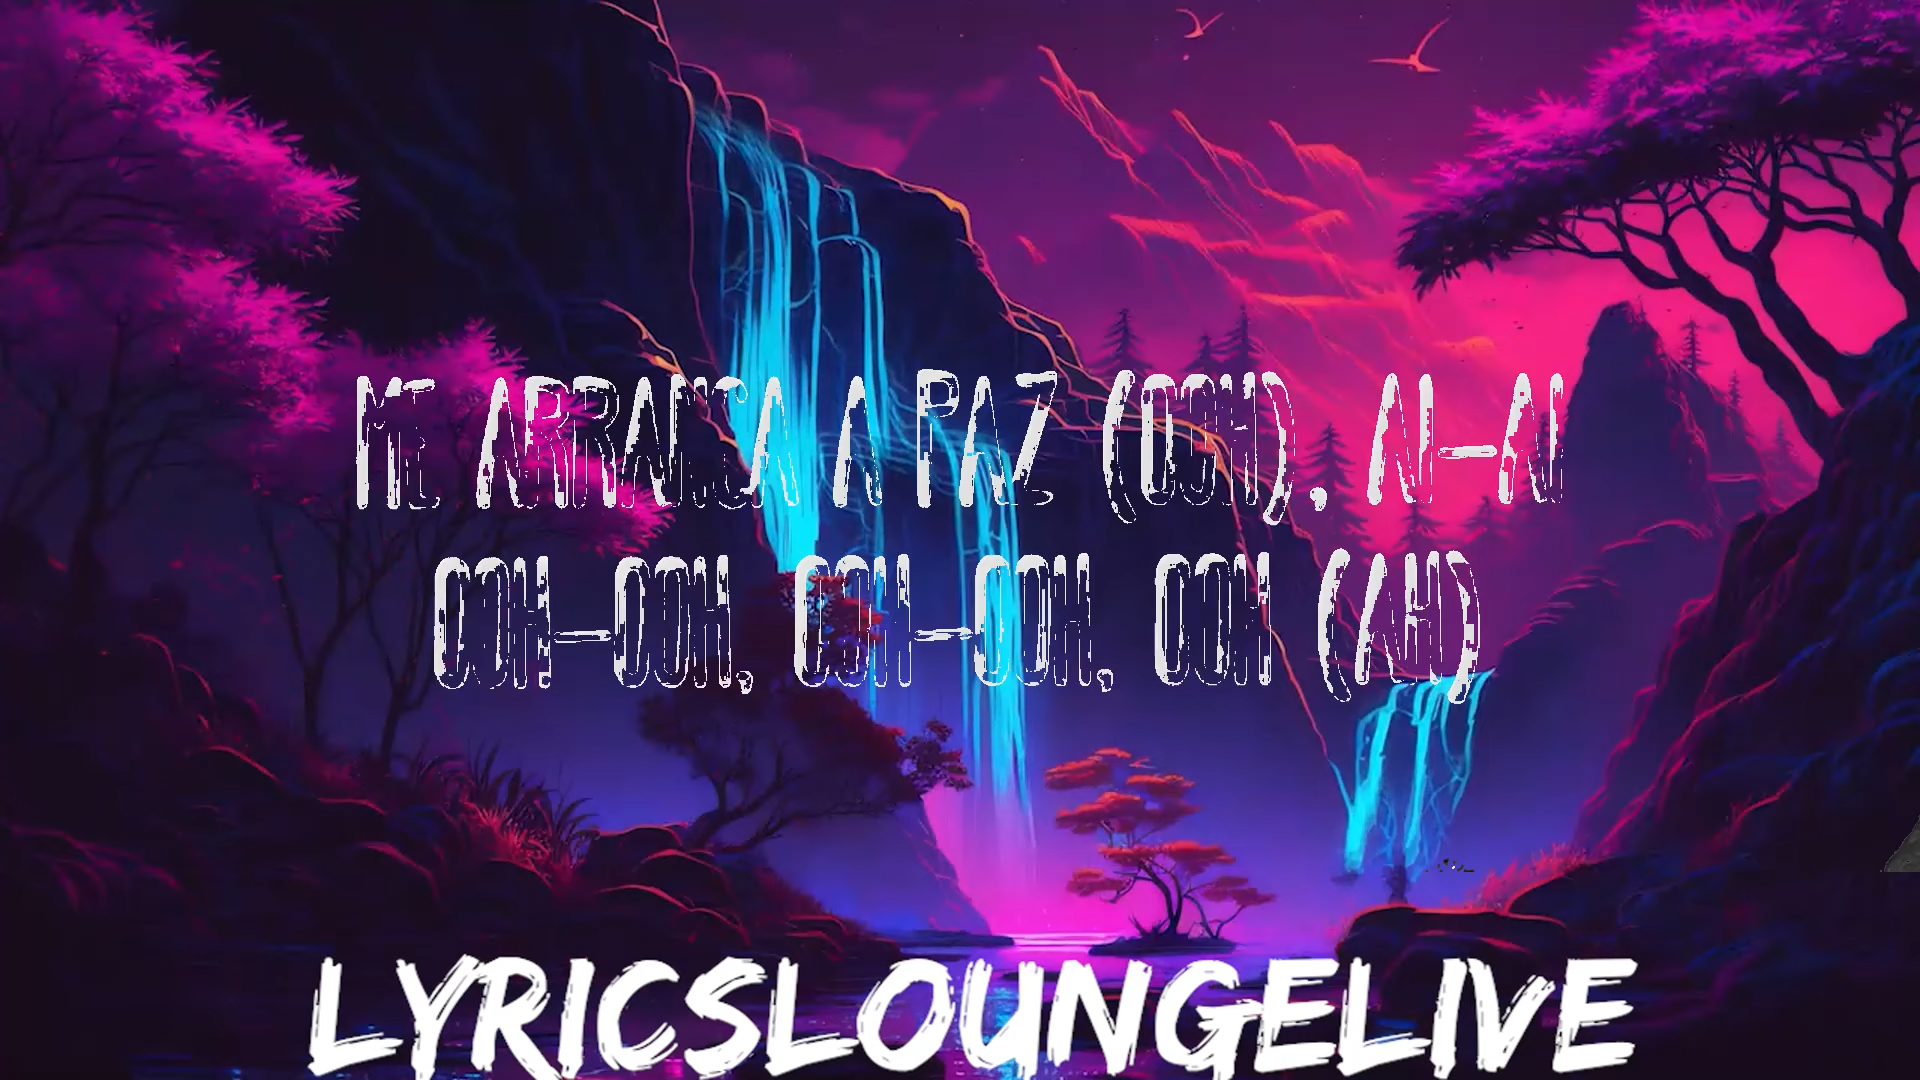 ME ARRANCA A PAZ (OOH), AI-AI
OOH-OOH, OOH-OOH, OOH (AH)
LYRICSLOUNGELIVE